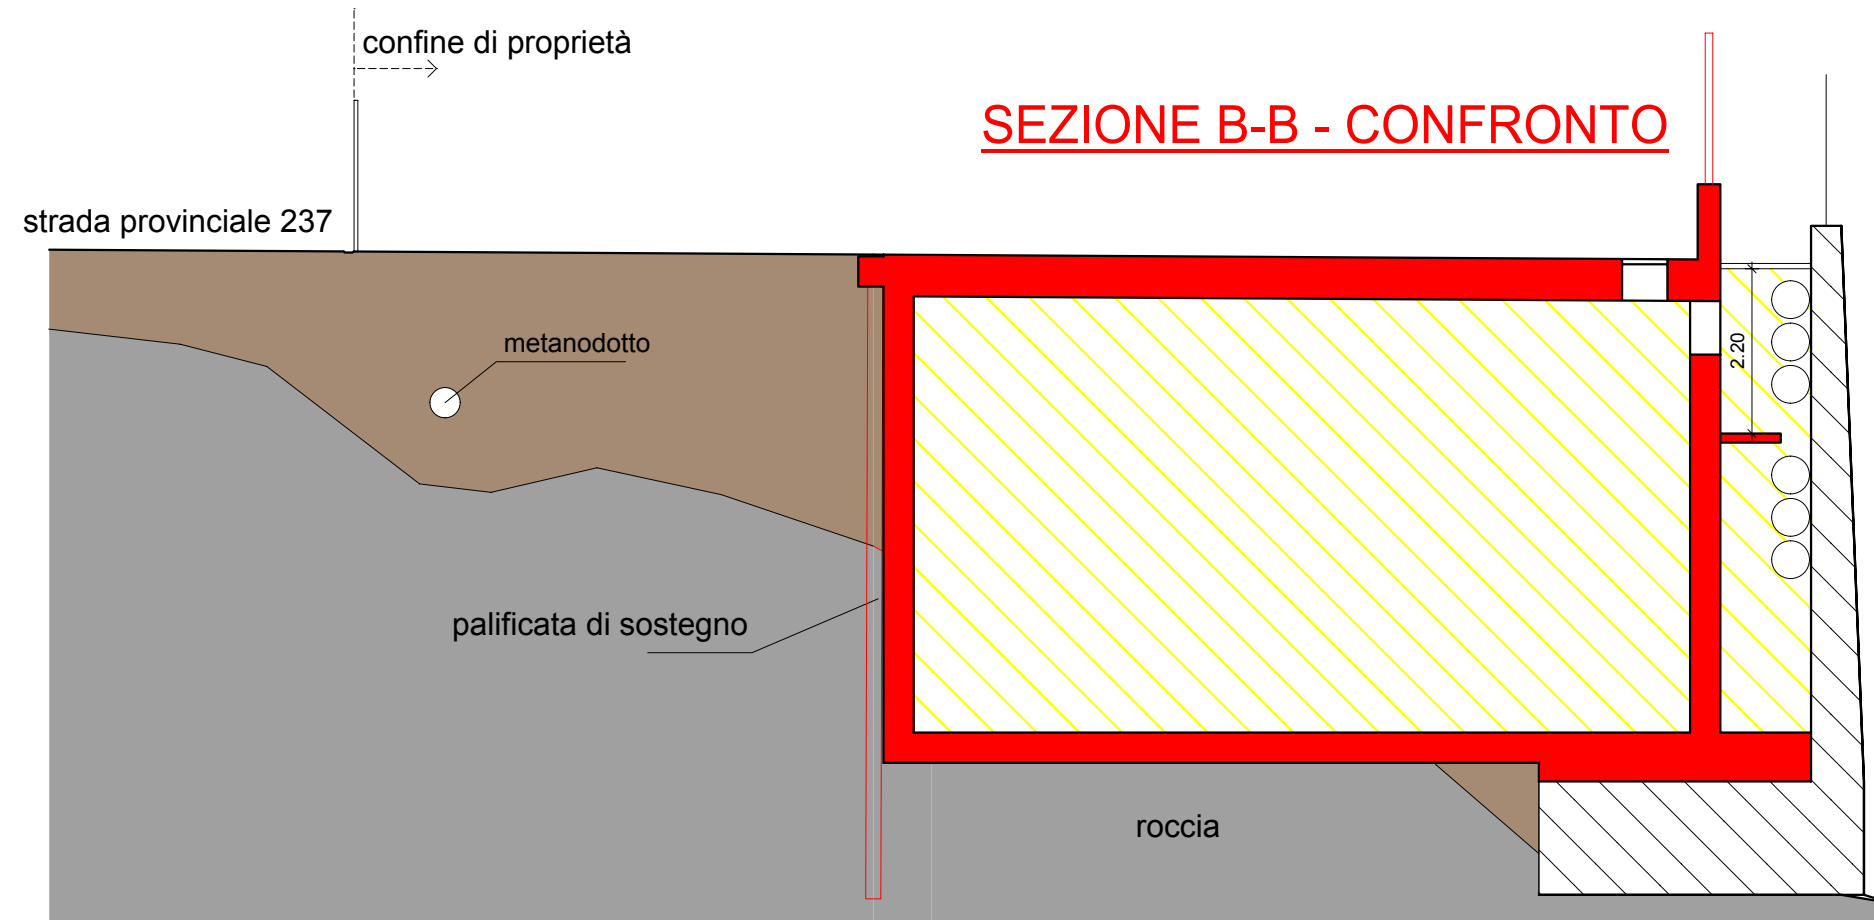 confine di proprietà
SEZIONE B-B - CONFRONTO
strada provinciale 237
metanodotto
2.20
palificata di sostegno
roccia